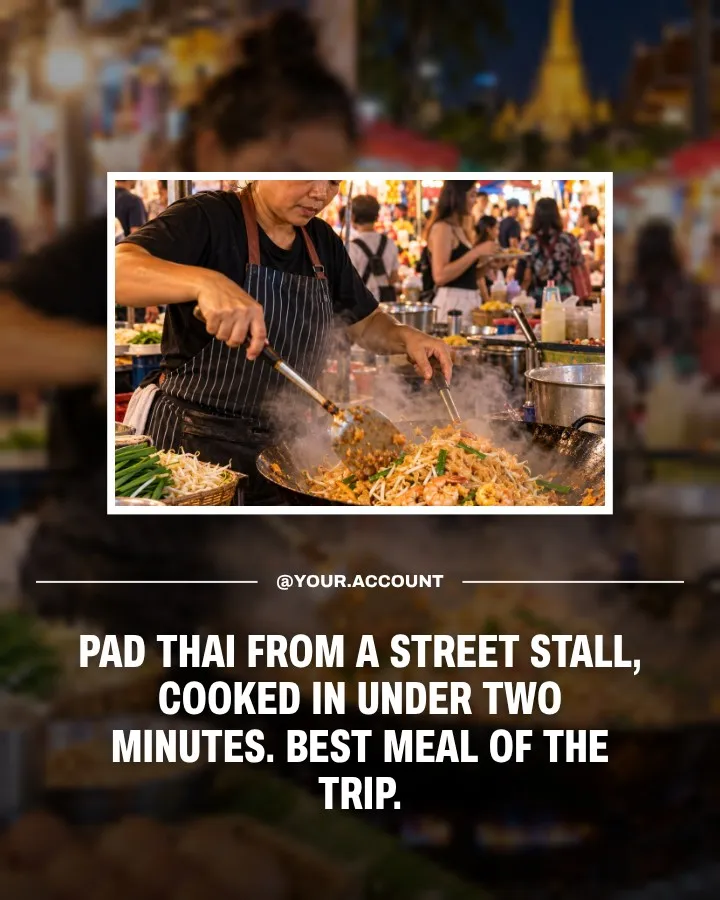 @YOUR.ACCOUNT
PAD THAI FROM A STREET STALL,
COOKED IN UNDER TWO
MINUTES. BEST MEAL OF THE
TRIP.